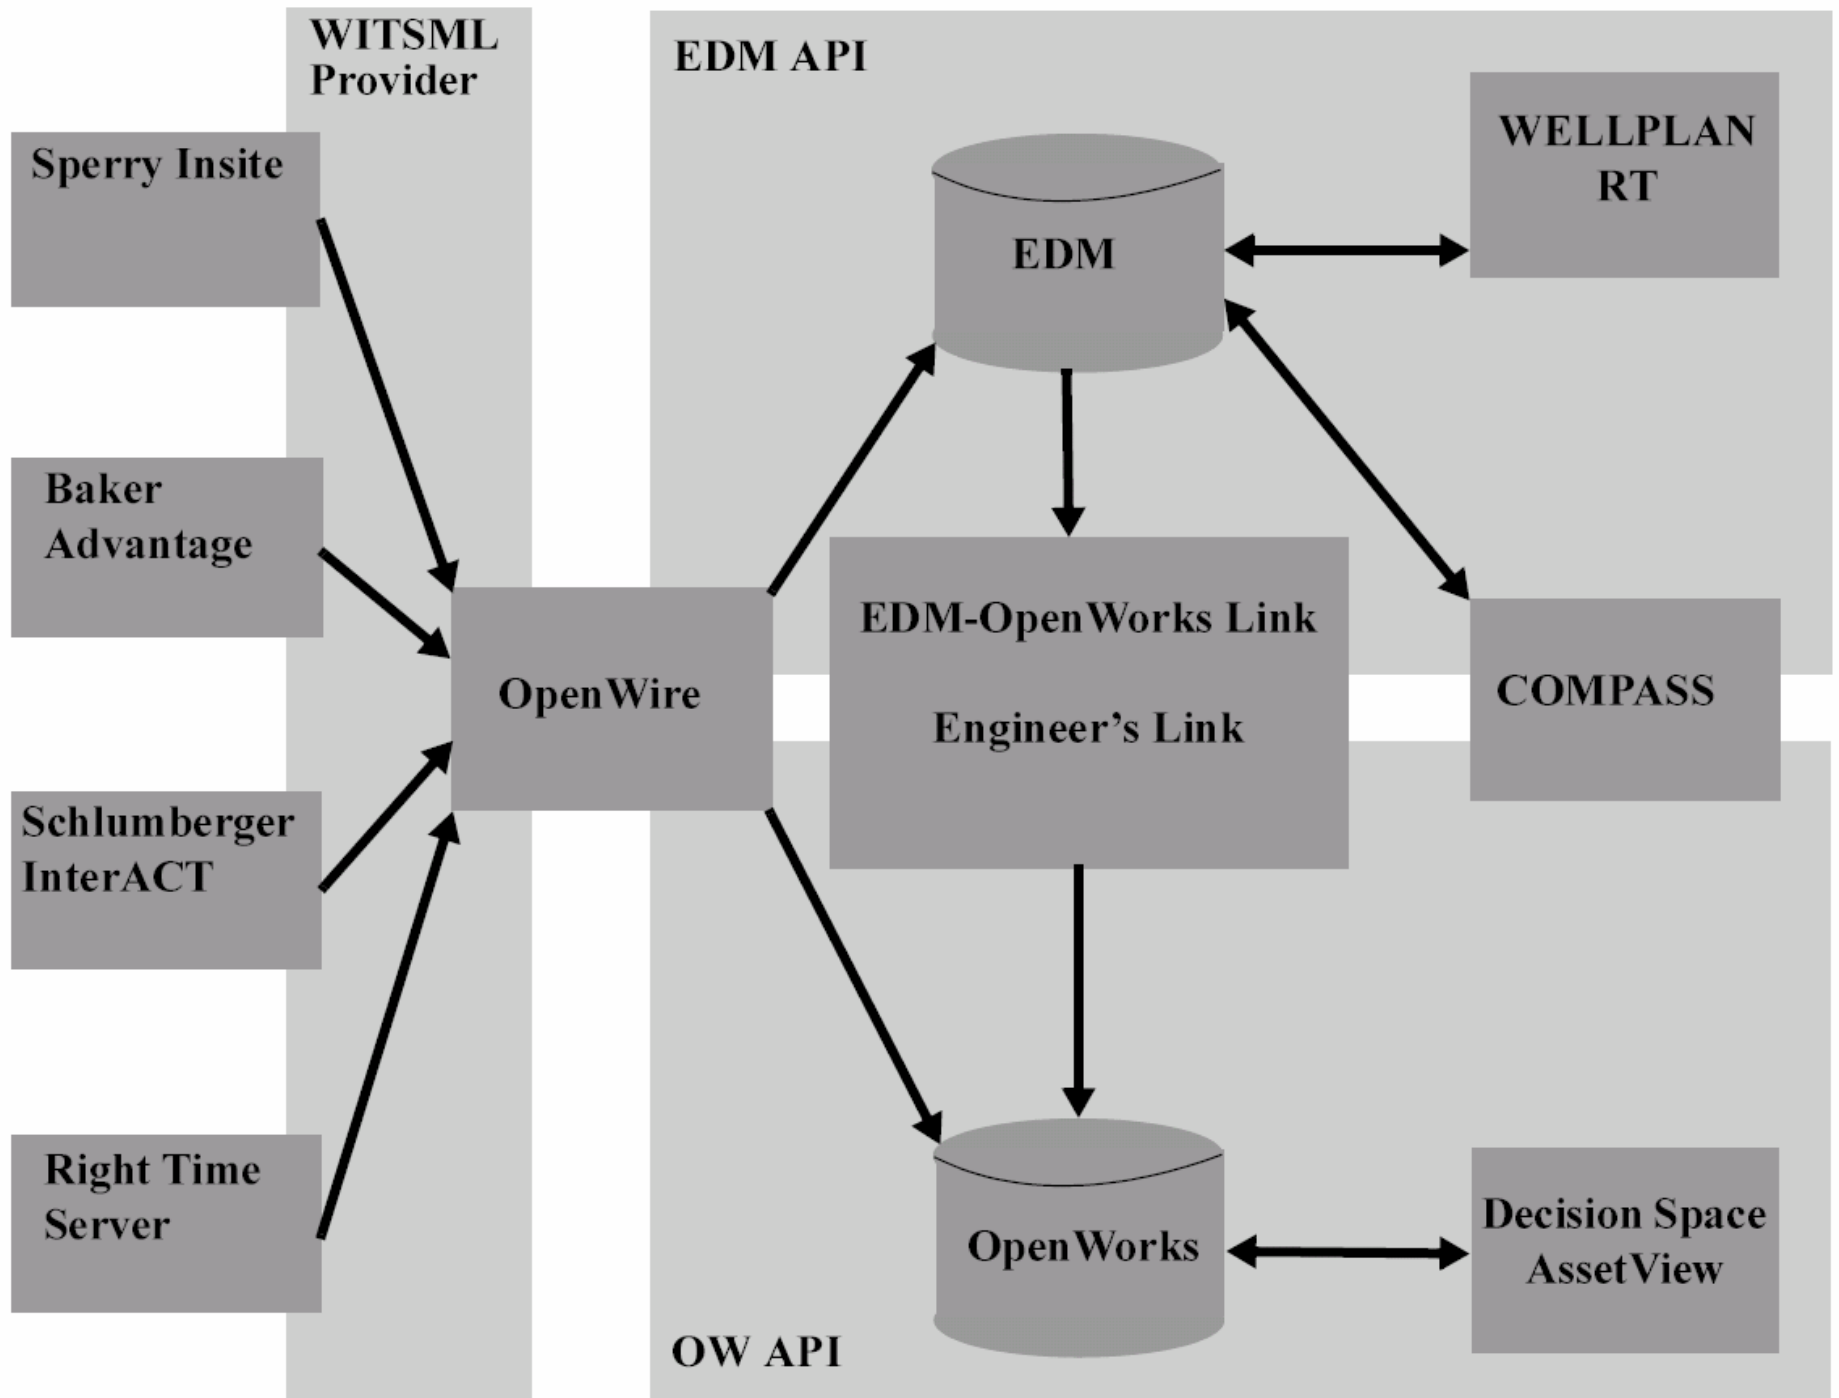 WITSML
Provider
EDM API
Sperry Insite
WELLPLAN
RT
EDM
Baker
Advantage
EDM-OpenWorks Link
OpenWire
COMPASS
Engineer’s Link
Schlumberger
InterACT
Right Time
Server
OpenWorks
Decision Space
AssetView
OW API